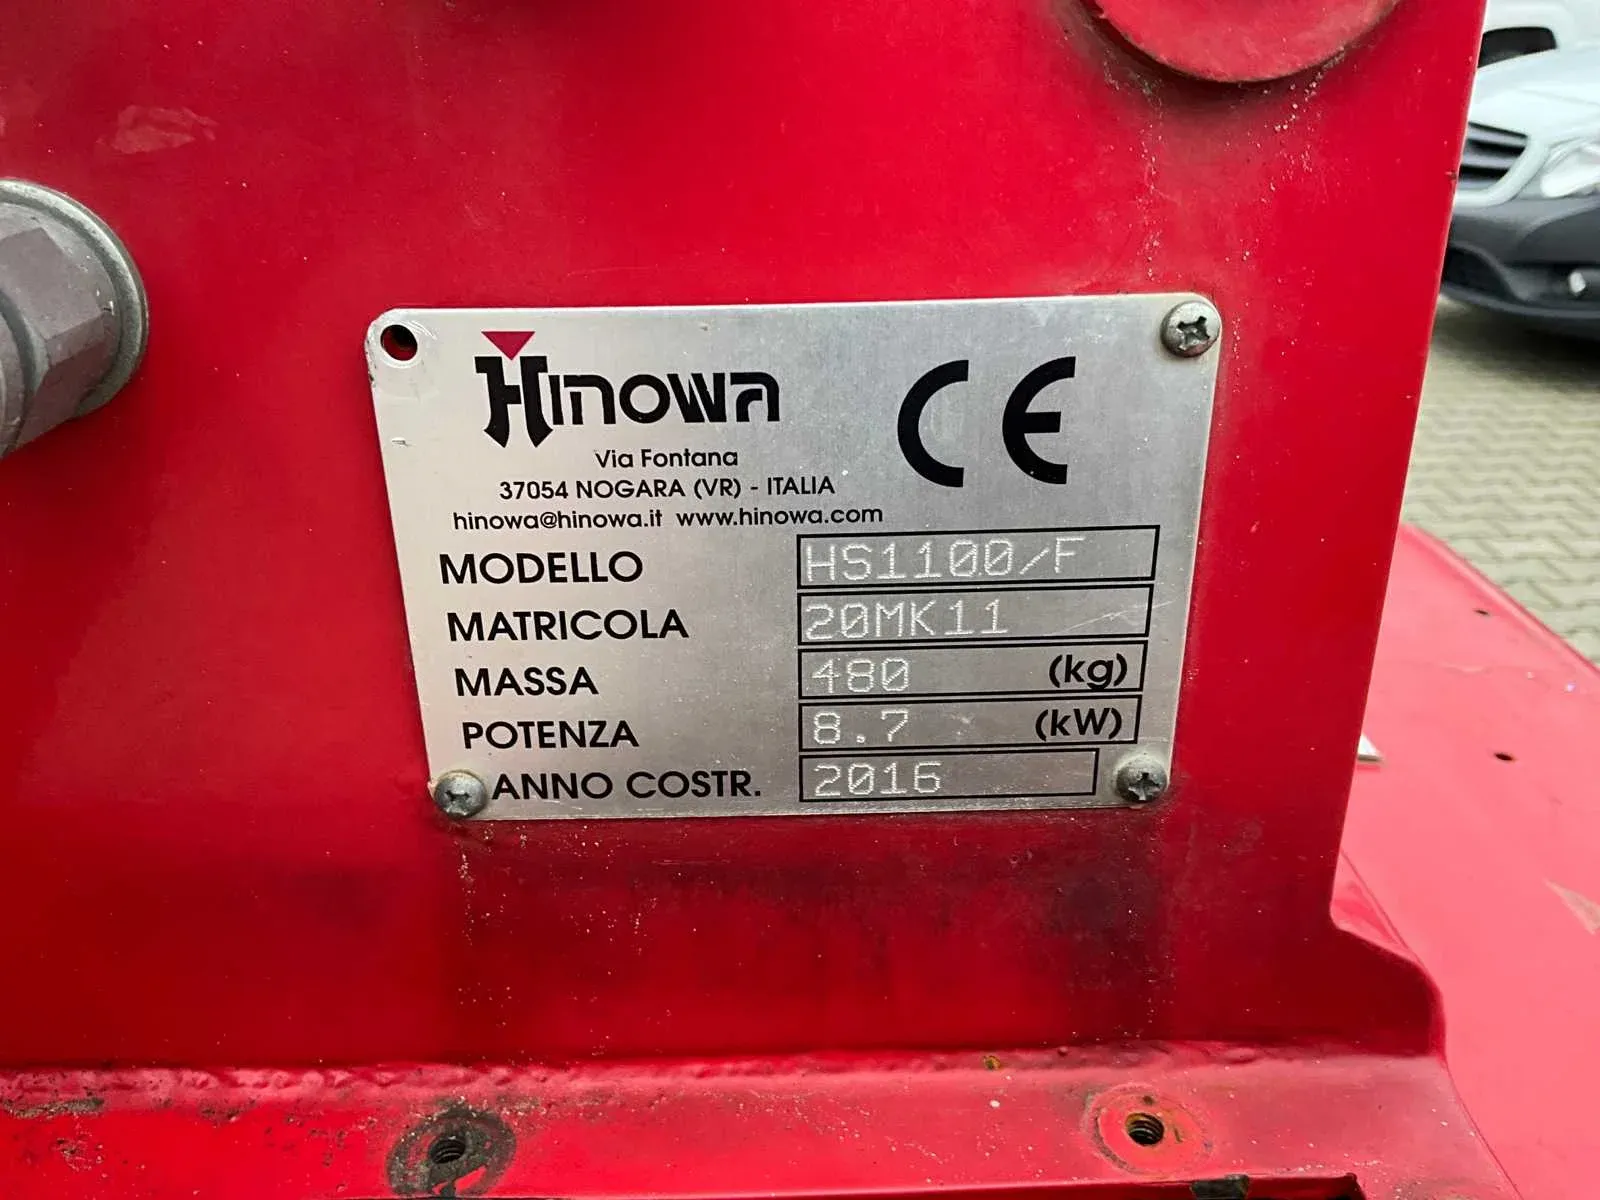 HINOWA
CE
Via Fontana
37054 NOGARA (VR) - ITALIA
hinowa@hinowa.it www.hinowa.com
MODELLO HS1100/F
MATRICOLA 20MK11
MASSA 480 (kg)
POTENZA 8.7 (kW)
ANNO COSTR. 2016